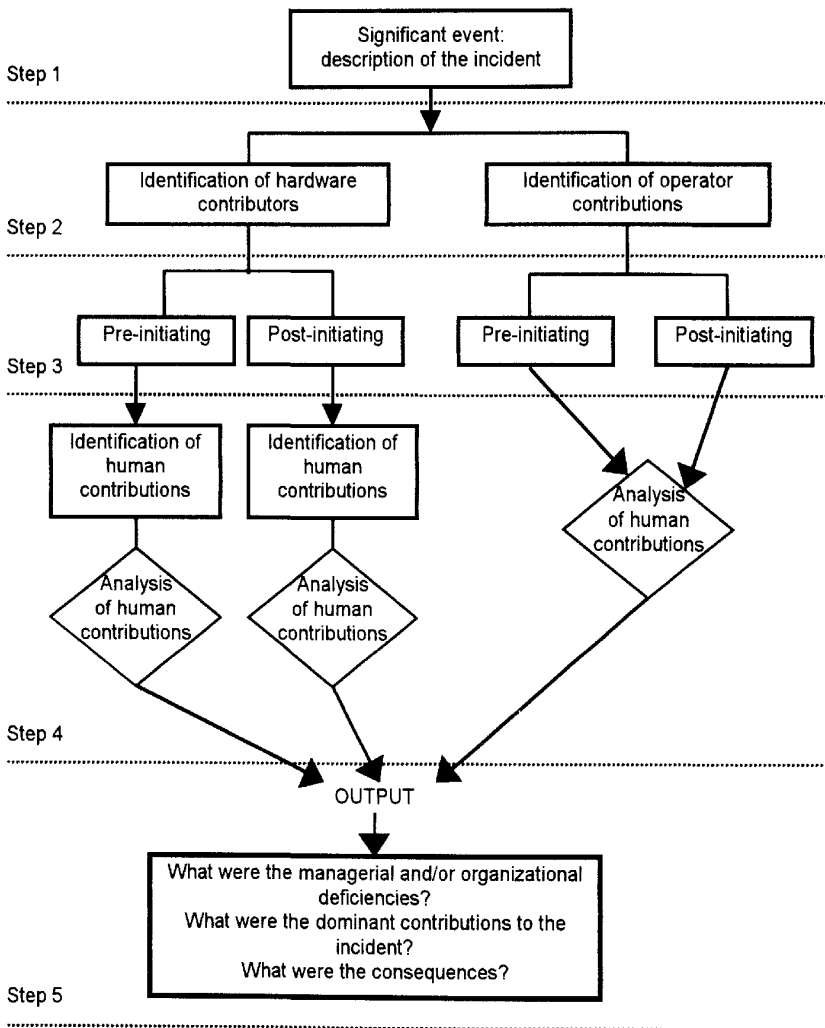 Significant event:
description of the incident
Step 1
Identification of hardware
contributors
Identification of operator
contributions
Step 2
Pre-initiating
Post-initiating
Pre-initiating
Post-initiating
Step 3
Identification of
human
contributions
Identification of
human
contributions
Analysis
of human
contributions
Analysis
of human
contributions
Analysis
of human
contributions
Step 4
OUTPUT
What were the managerial and/or organizational
deficiencies?
What were the dominant contributions to the
incident?
What were the consequences?
Step 5